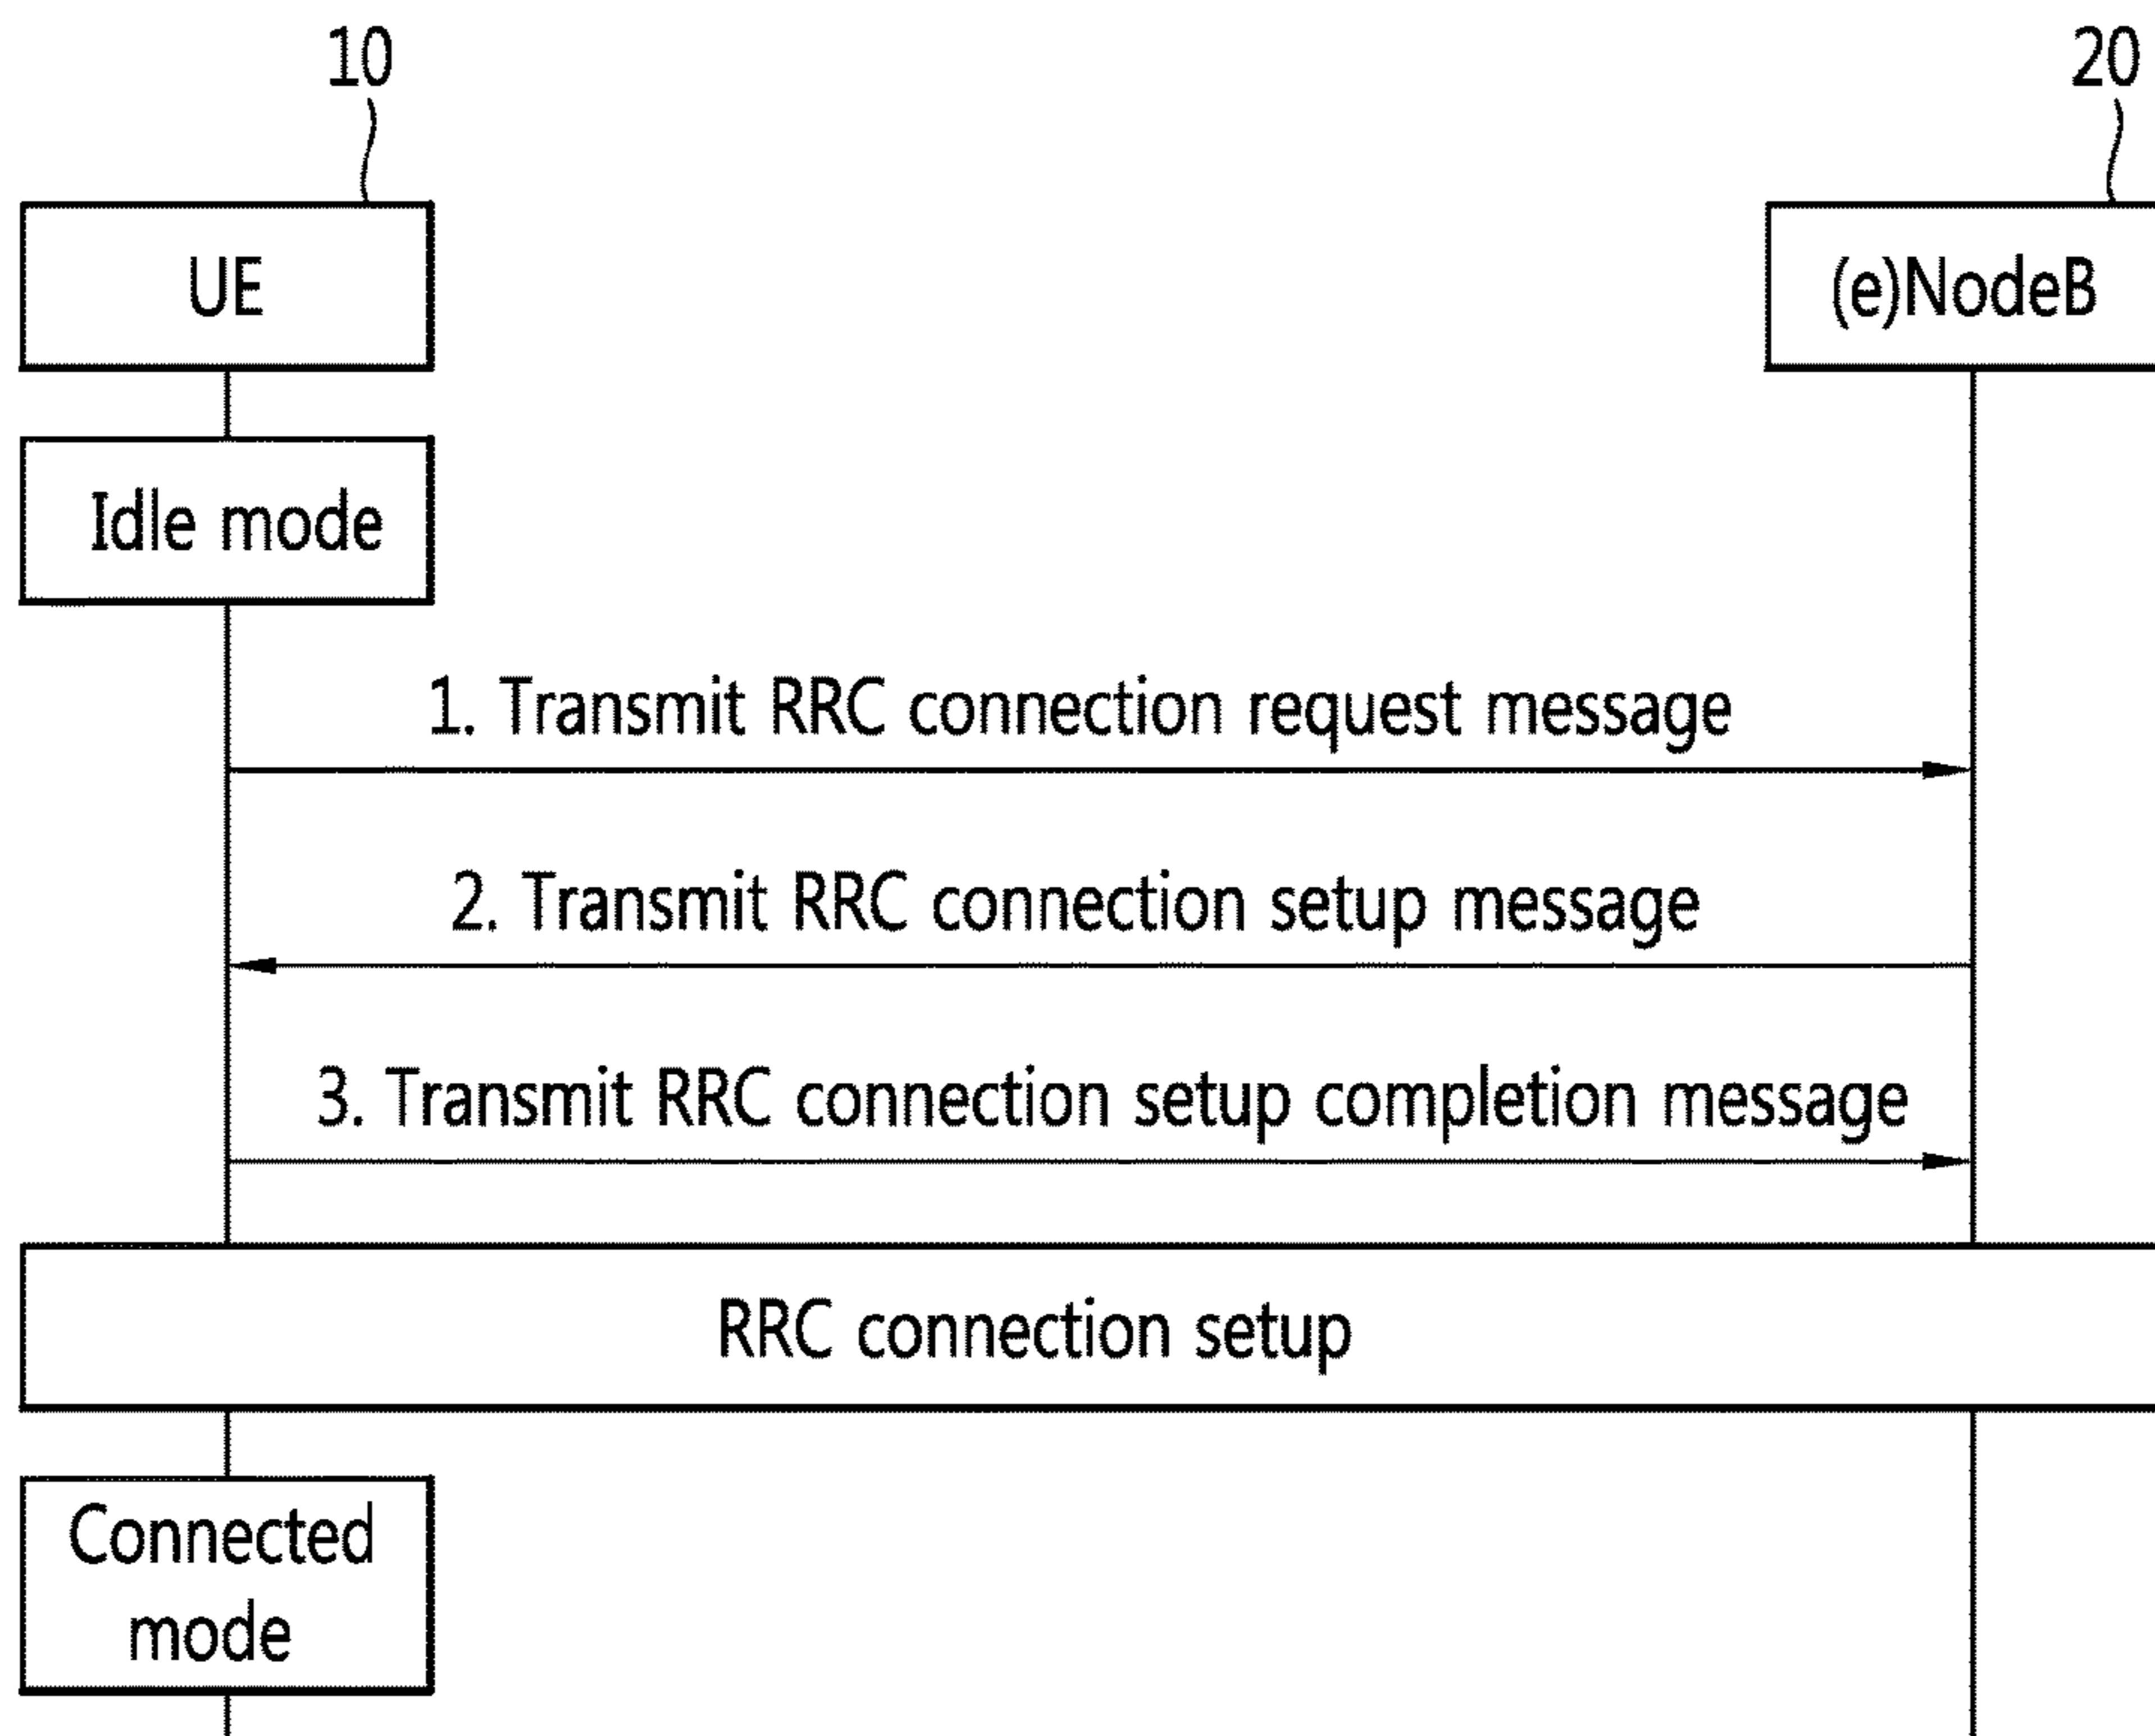 10
20
UE
(e)NodeB
Idle mode
1. Transmit RRC connection request message
2. Transmit RRC connection setup message
3. Transmit RRC connection setup completion message
RRC connection setup
Connected
mode